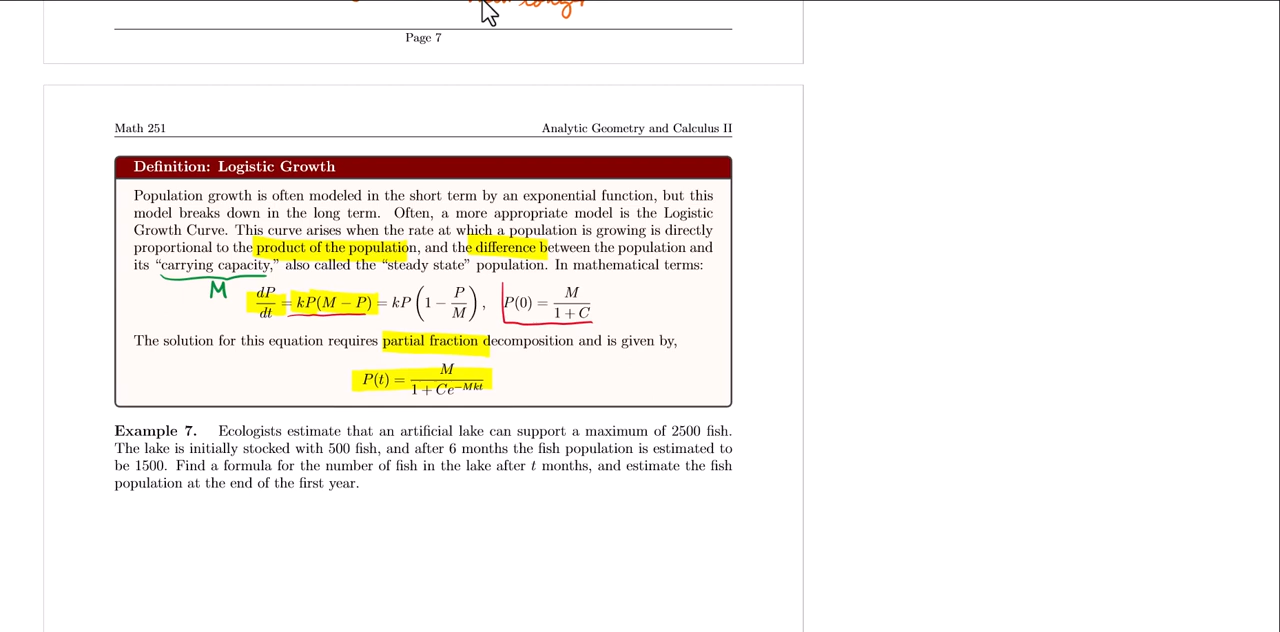 Page 7
Math 251 Analytic Geometry and Calculus II
Definition: Logistic Growth
Population growth is often modeled in the short term by an exponential function, but this
model breaks down in the long term. Often, a more appropriate model is the Logistic
Growth Curve. This curve arises when the rate at which a population is growing is directly
proportional to the product of the population, and the difference between the population and
its “carrying capacity,” also called the “steady state” population. In mathematical terms:
M
dP/dt = kP(M − P) = kP(1 − P/M), P(0) = M/(1 + C)
The solution for this equation requires partial fraction decomposition and is given by,
P(t) = M/(1 + Ce^{−Mkt})
Example 7. Ecologists estimate that an artificial lake can support a maximum of 2500 fish.
The lake is initially stocked with 500 fish, and after 6 months the fish population is estimated to
be 1500. Find a formula for the number of fish in the lake after t months, and estimate the fish
population at the end of the first year.